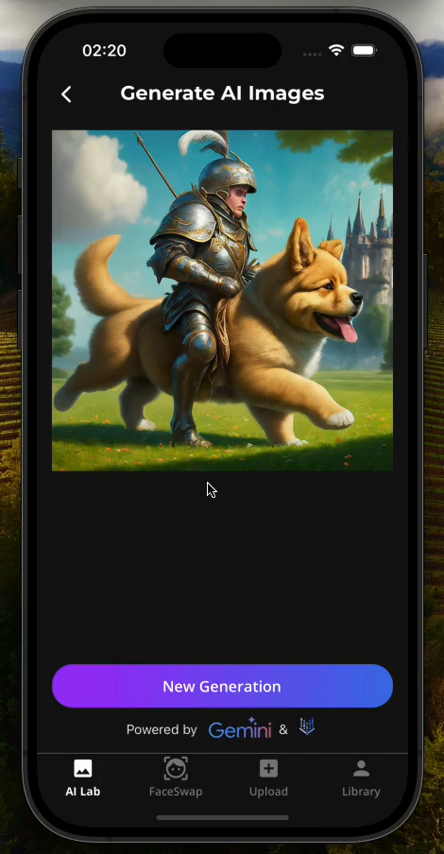 02:20
Generate AI Images
New Generation
Powered by Gemini &
AI Lab FaceSwap Upload Library